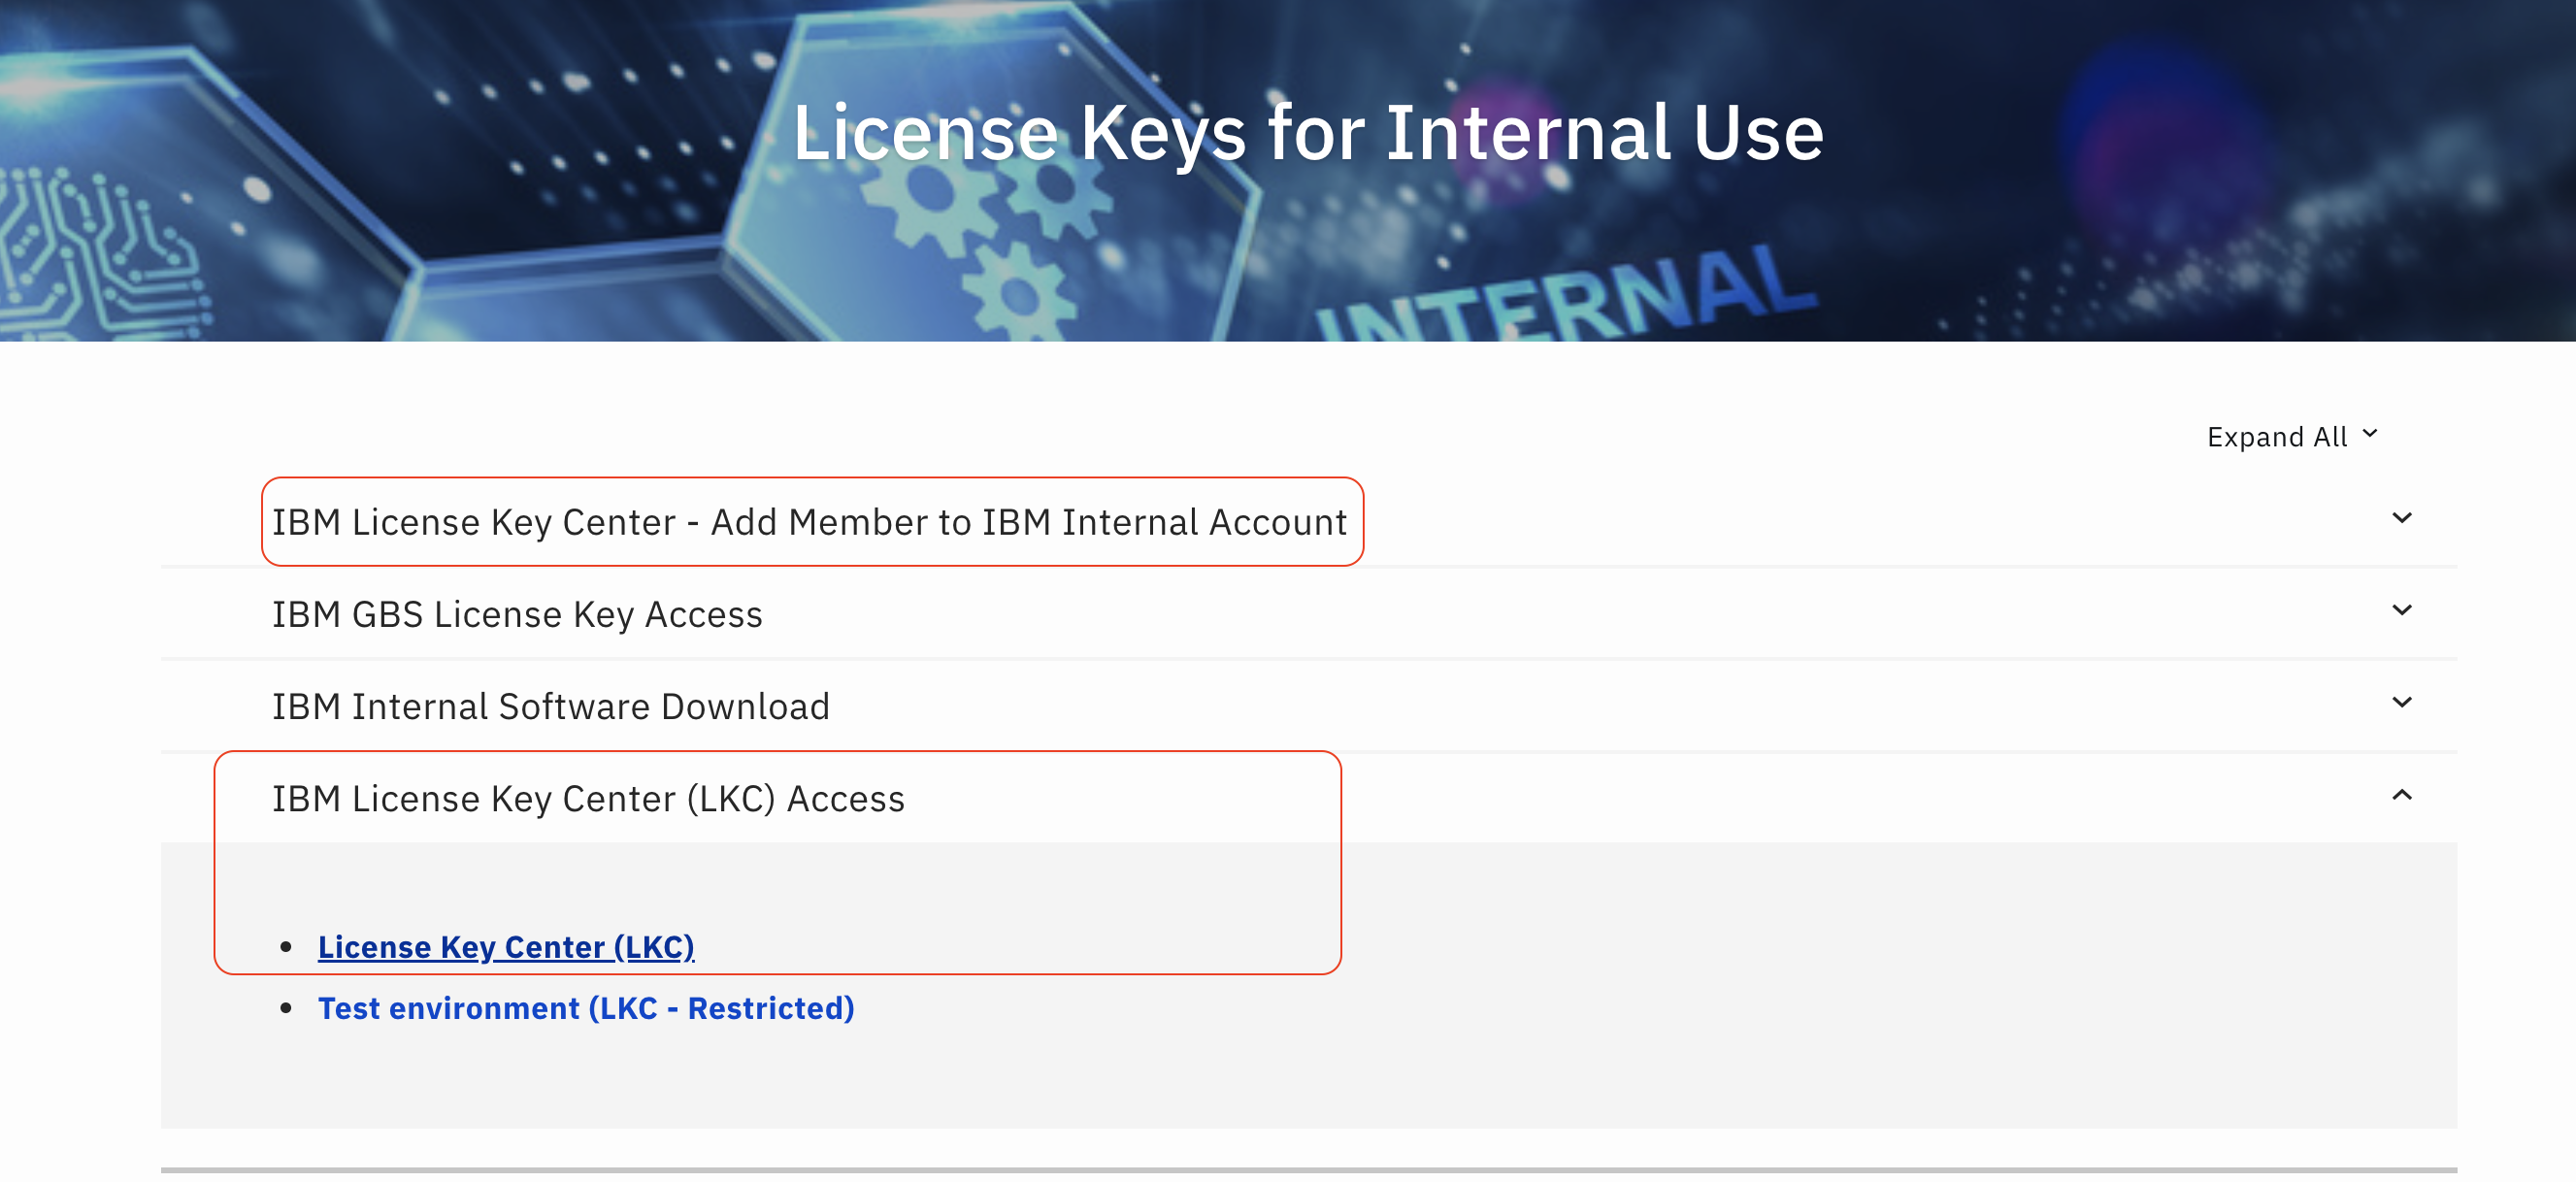 License Keys for Internal Use
INTERNAL
Expand All
IBM License Key Center - Add Member to IBM Internal Account
IBM GBS License Key Access
IBM Internal Software Download
IBM License Key Center (LKC) Access
License Key Center (LKC)
Test environment (LKC - Restricted)